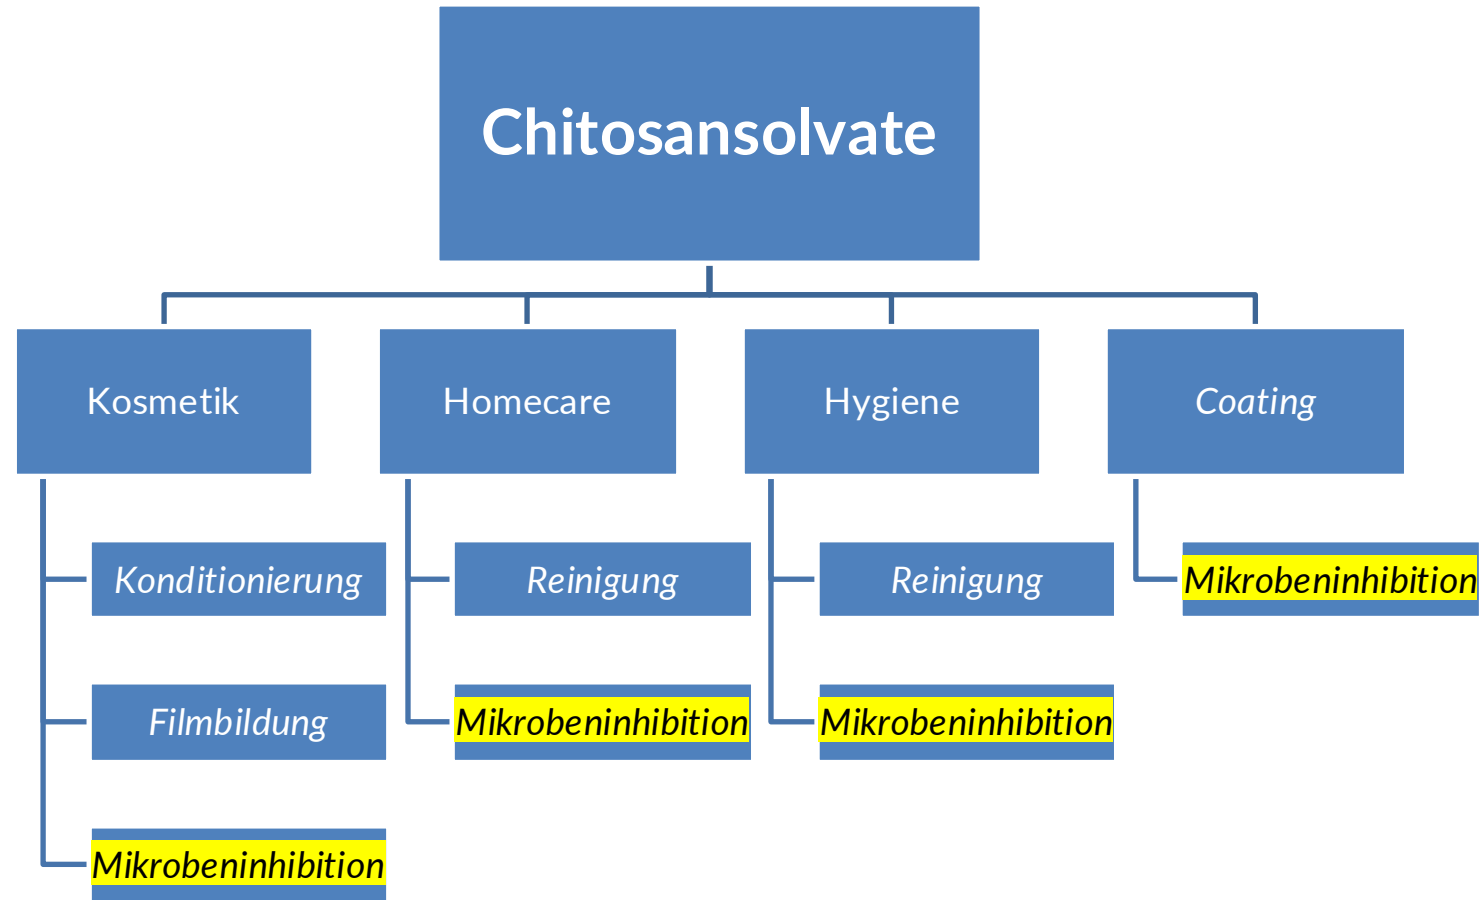 Chitosansolvate
Kosmetik
Konditionierung
Filmbildung
Mikrobeninhibition
Homecare
Reinigung
Mikrobeninhibition
Hygiene
Reinigung
Mikrobeninhibition
Coating
Mikrobeninhibition